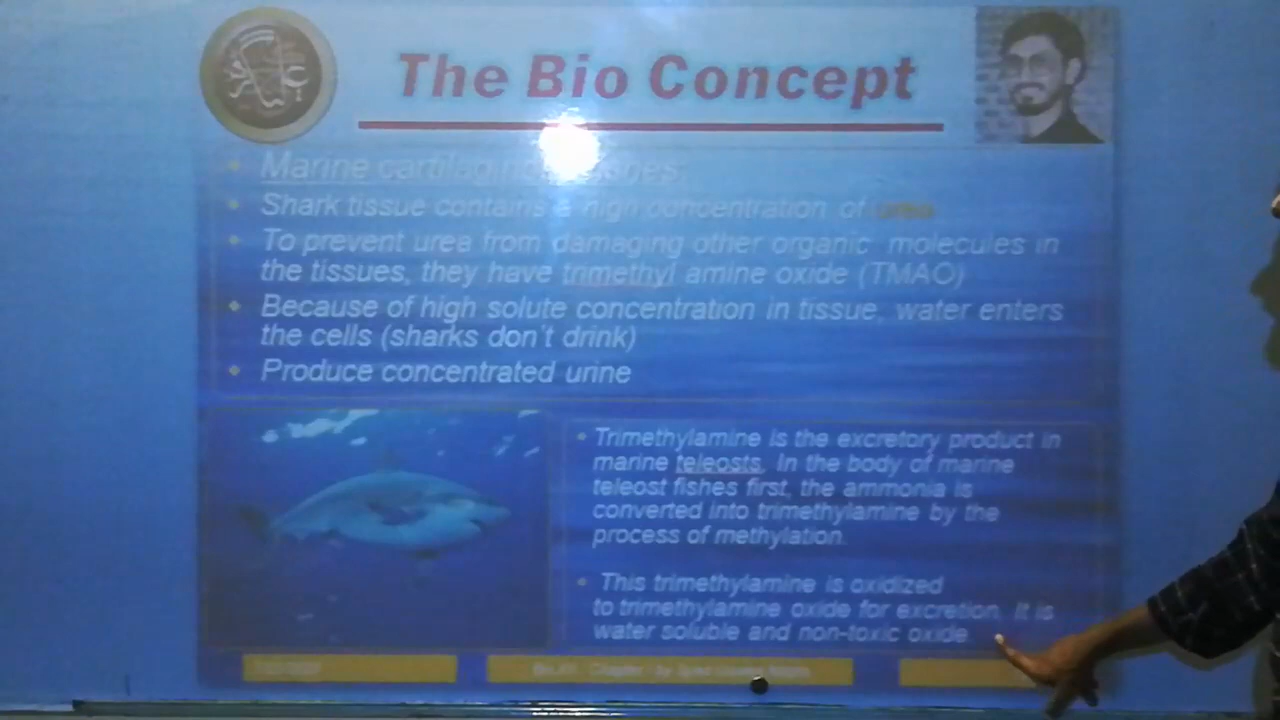 The Bio Concept
Marine
Shark tissue contains a high concentration of urea
To prevent urea from damaging other organic molecules in
the tissues, they have trimethyl amine oxide (TMAO)
Because of high solute concentration in tissue, water enters
the cells (sharks don't drink)
Produce concentrated urine
Trimethylamine is the excretory product in
marine teleosts. In the body of marine
teleost fishes first, the ammonia is
converted into trimethylamine by the
process of methylation.
This trimethylamine is oxidized
to trimethylamine oxide for excretion. It is
water soluble and non-toxic oxide